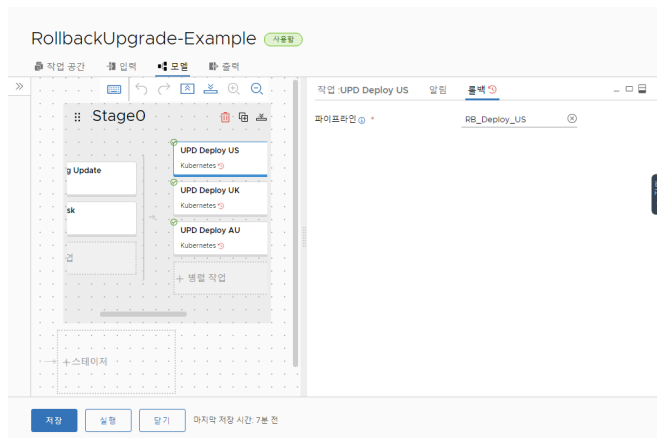 RollbackUpgrade-Example 사용함
작업 공간 입력 모델 출력
작업 :UPD Deploy US 알림 롤백
Stage0
파이프라인 * RB_Deploy_US
UPD Deploy US
Kubernetes
g Update
UPD Deploy UK
Kubernetes
sk
UPD Deploy AU
Kubernetes
업
+ 병렬 작업
+스테이지
저장 실행 닫기 마지막 저장 시간: 7분 전